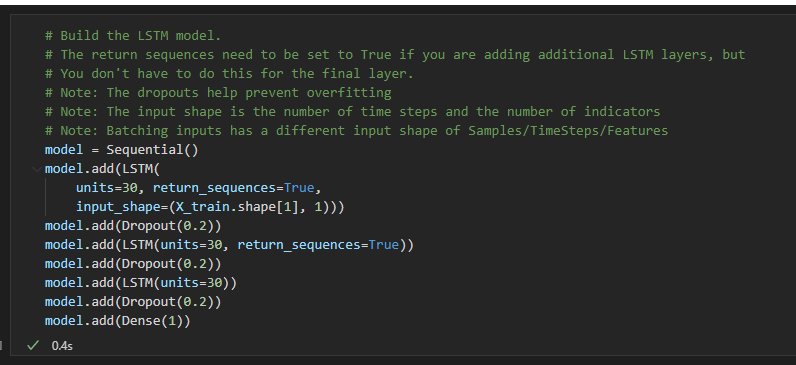 # Build the LSTM model.
# The return sequences need to be set to True if you are adding additional LSTM layers, but
# You don't have to do this for the final layer.
# Note: The dropouts help prevent overfitting
# Note: The input shape is the number of time steps and the number of indicators
# Note: Batching inputs has a different input shape of Samples/TimeSteps/Features
model = Sequential()
model.add(LSTM(
    units=30, return_sequences=True,
    input_shape=(X_train.shape[1], 1)))
model.add(Dropout(0.2))
model.add(LSTM(units=30, return_sequences=True))
model.add(Dropout(0.2))
model.add(LSTM(units=30))
model.add(Dropout(0.2))
model.add(Dense(1))
0.4s